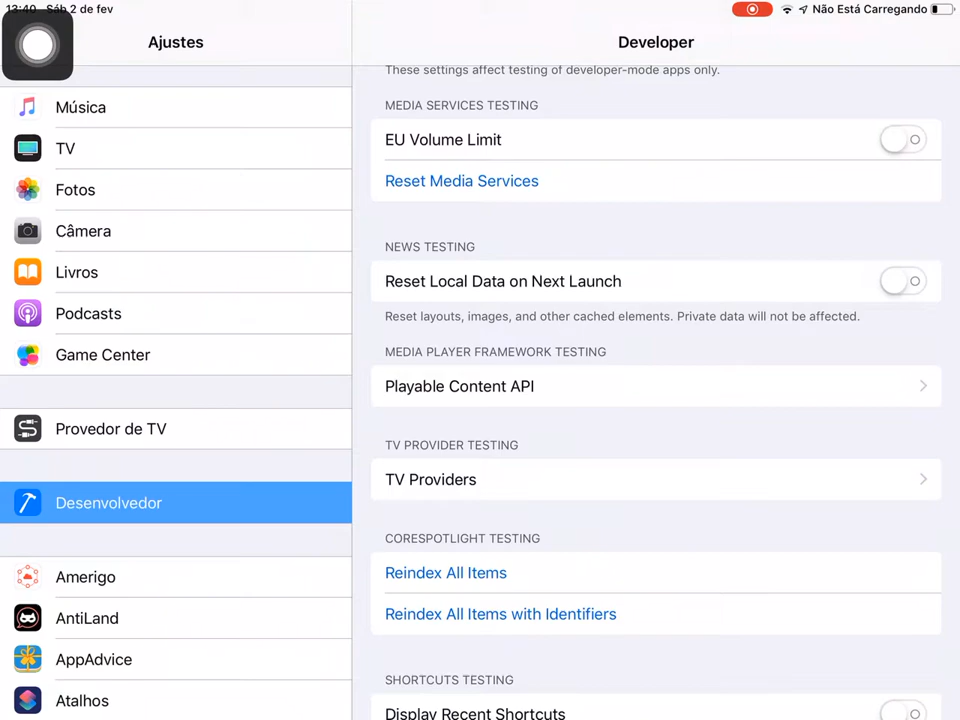 13:40 Sáb 2 de fev
Não Está Carregando
Ajustes
Música
TV
Fotos
Câmera
Livros
Podcasts
Game Center
Provedor de TV
Desenvolvedor
Amerigo
AntiLand
AppAdvice
Atalhos
Developer
These settings affect testing of developer-mode apps only.
MEDIA SERVICES TESTING
EU Volume Limit
Reset Media Services
NEWS TESTING
Reset Local Data on Next Launch
Reset layouts, images, and other cached elements. Private data will not be affected.
MEDIA PLAYER FRAMEWORK TESTING
Playable Content API
TV PROVIDER TESTING
TV Providers
CORESPOTLIGHT TESTING
Reindex All Items
Reindex All Items with Identifiers
SHORTCUTS TESTING
Display Recent Shortcuts